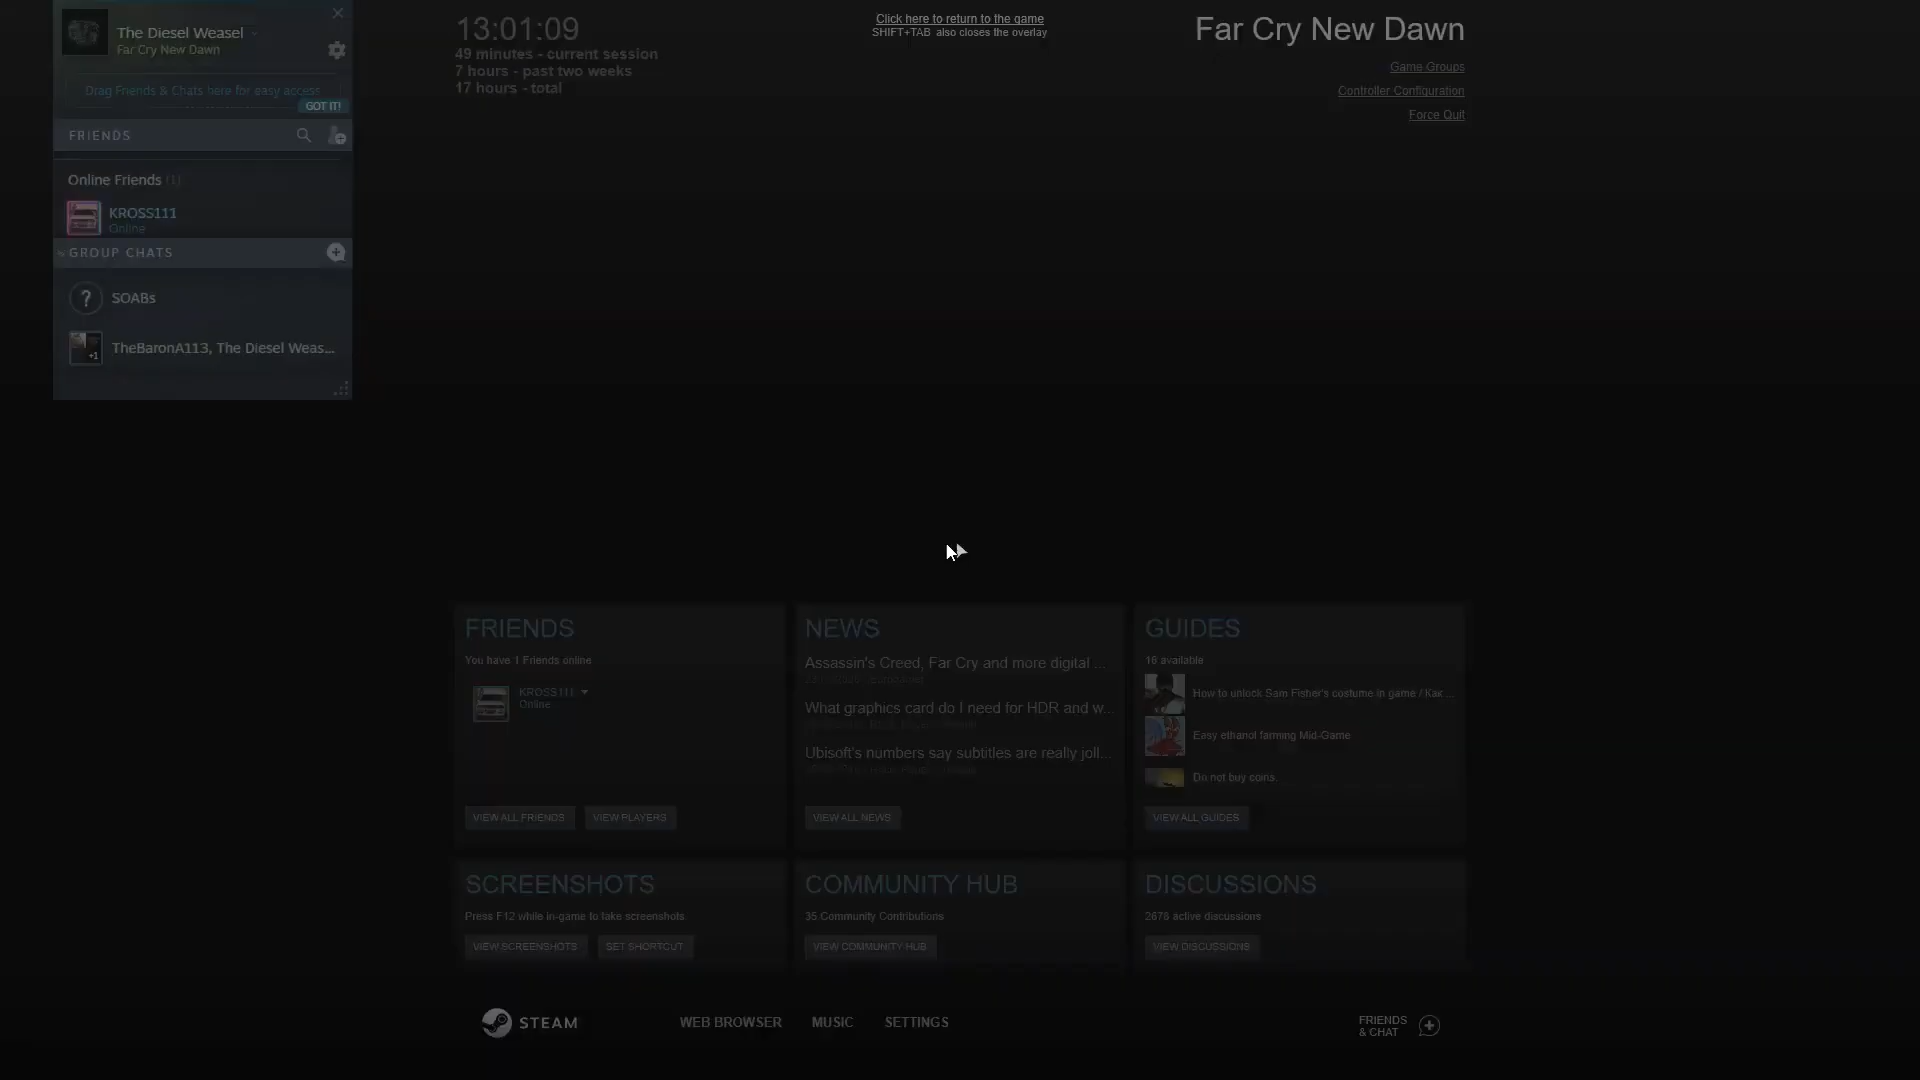 The Diesel Weasel
Far Cry New Dawn
Drag Friends & Chats here for easy access
GOT IT!
FRIENDS
Online Friends (1)
KROSS111
Online
GROUP CHATS
?
SOABs
+1
TheBaronA113, The Diesel Weas...
13:01:09
49 minutes - current session
7 hours - past two weeks
17 hours - total
Click here to return to the game
SHIFT+TAB also closes the overlay
Far Cry New Dawn
Game Groups
Controller Configuration
Force Quit
FRIENDS
You have 1 Friends online
KROSS111
Online
VIEW ALL FRIENDS
VIEW PLAYERS
NEWS
Assassin's Creed, Far Cry and more digital ...
What graphics card do I need for HDR and w...
Ubisoft's numbers say subtitles are really joll...
VIEW ALL NEWS
GUIDES
16 available
How to unlock Sam Fisher's costume in game / Как ...
Easy ethanol farming Mid-Game
Do not buy coins.
VIEW ALL GUIDES
SCREENSHOTS
Press F12 while in-game to take screenshots
VIEW SCREENSHOTS
SET SHORTCUT
COMMUNITY HUB
35 Community Contributions
VIEW COMMUNITY HUB
DISCUSSIONS
2676 active discussions
VIEW DISCUSSIONS
STEAM
WEB BROWSER
MUSIC
SETTINGS
FRIENDS
& CHAT